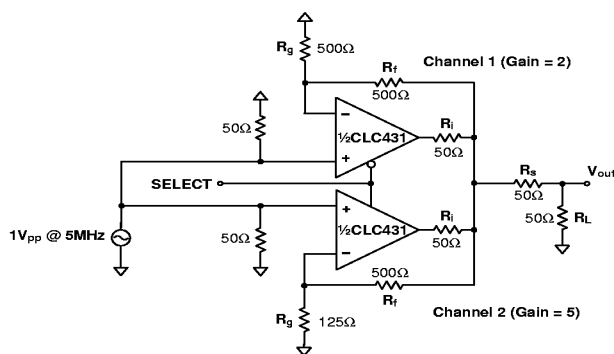 Rg
500Ω
Channel 1 (Gain = 2)
Rf
500Ω
50Ω
−
½CLC431
+
Ri
50Ω
SELECT
Rs
50Ω
Vout
50Ω
RL
1Vpp @ 5MHz
50Ω
+
½CLC431
−
Ri
50Ω
500Ω
Rf
Rg
125Ω
Channel 2 (Gain = 5)